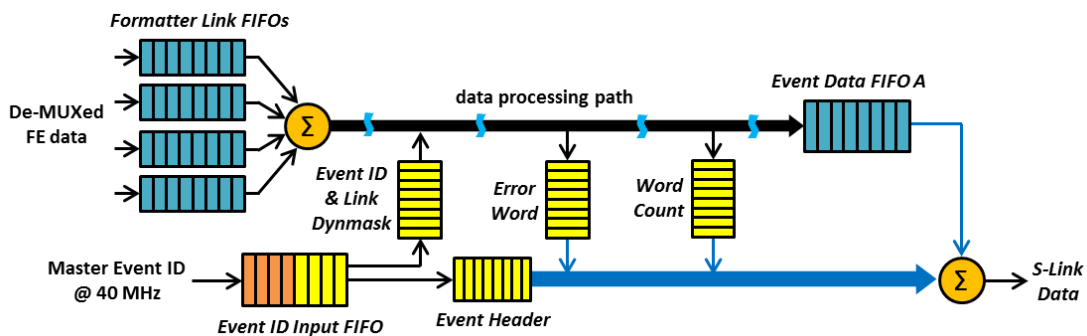 Formatter Link FIFOs
De-MUXed
FE data
Σ
data processing path
Event Data FIFO A
Event ID
& Link
Dynmask
Error
Word
Word
Count
Master Event ID
@ 40 MHz
Event ID Input FIFO
Event Header
Σ
S-Link
Data